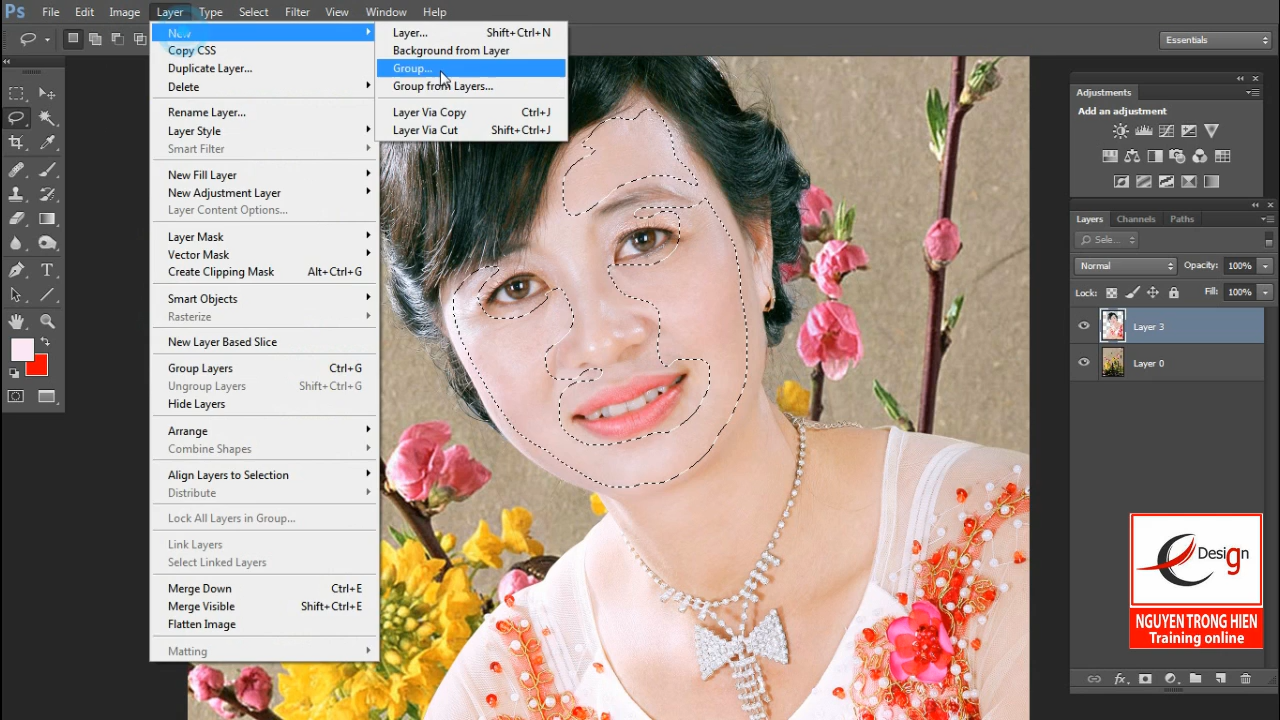 Ps File Edit Image Layer Type Select Filter View Window Help
Essentials
New
Copy CSS
Duplicate Layer...
Delete
Rename Layer...
Layer Style
Smart Filter
New Fill Layer
New Adjustment Layer
Layer Content Options...
Layer Mask
Vector Mask
Create Clipping Mask Alt+Ctrl+G
Smart Objects
Rasterize
New Layer Based Slice
Group Layers Ctrl+G
Ungroup Layers Shift+Ctrl+G
Hide Layers
Arrange
Combine Shapes
Align Layers to Selection
Distribute
Lock All Layers in Group...
Link Layers
Select Linked Layers
Merge Down Ctrl+E
Merge Visible Shift+Ctrl+E
Flatten Image
Matting
Layer... Shift+Ctrl+N
Background from Layer
Group...
Group from Layers...
Layer Via Copy Ctrl+J
Layer Via Cut Shift+Ctrl+J
Adjustments
Add an adjustment
Layers Channels Paths
Sele...
Normal Opacity: 100%
Lock: Fill: 100%
Layer 3
Layer 0
Design
NGUYEN TRONG HIEN
Training online